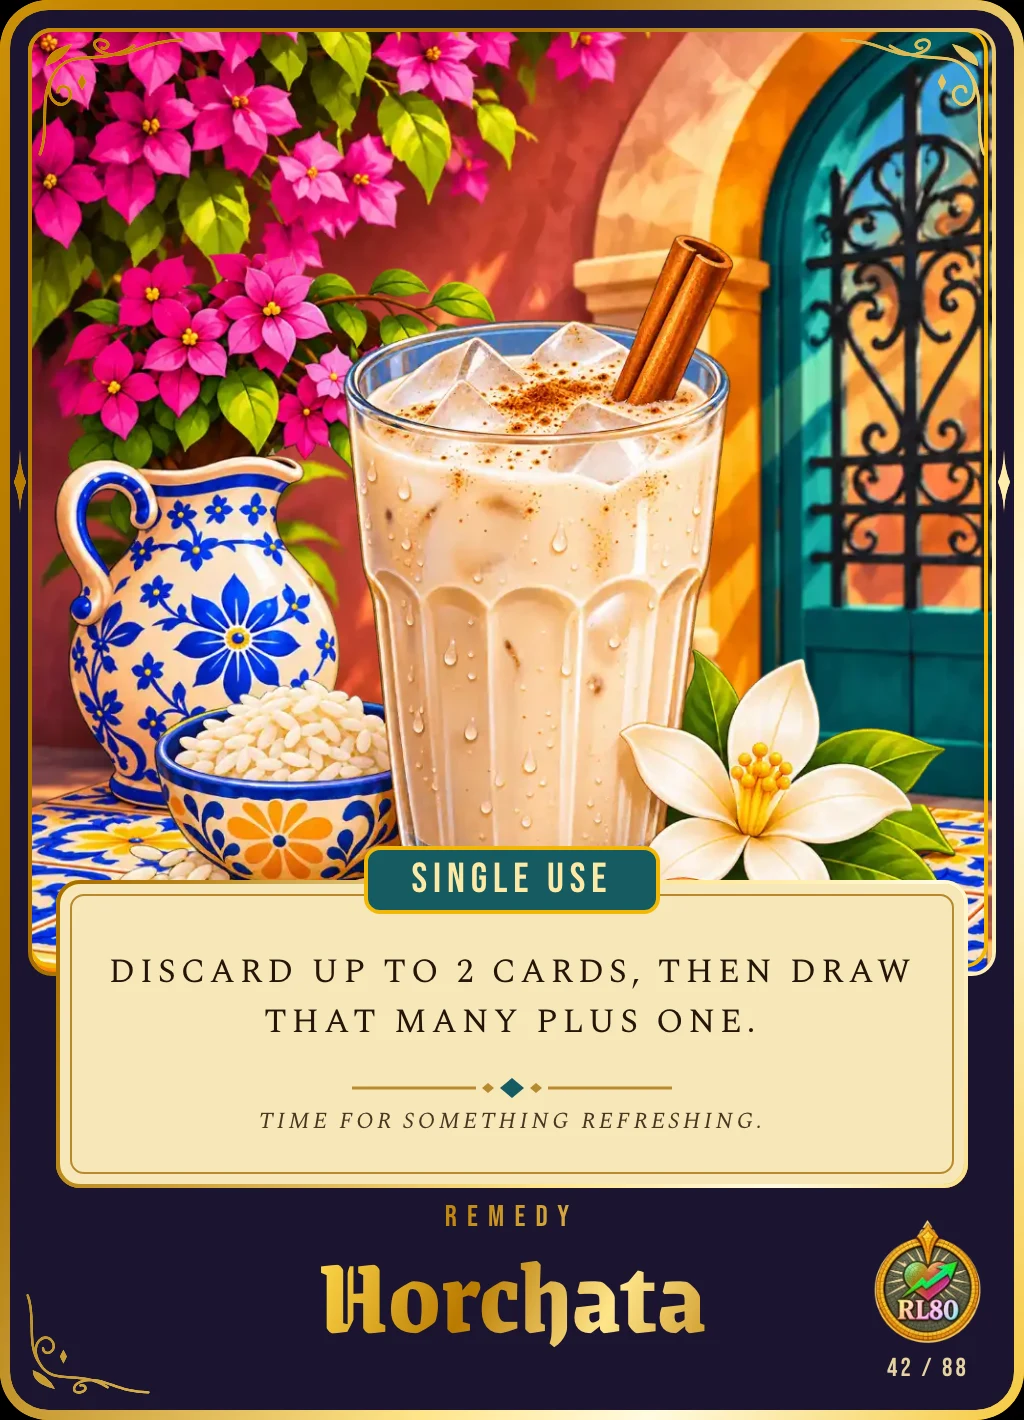 SINGLE USE
DISCARD UP TO 2 CARDS, THEN DRAW
THAT MANY PLUS ONE.
TIME FOR SOMETHING REFRESHING.
REMEDY
Horchata
RL80
42 / 88